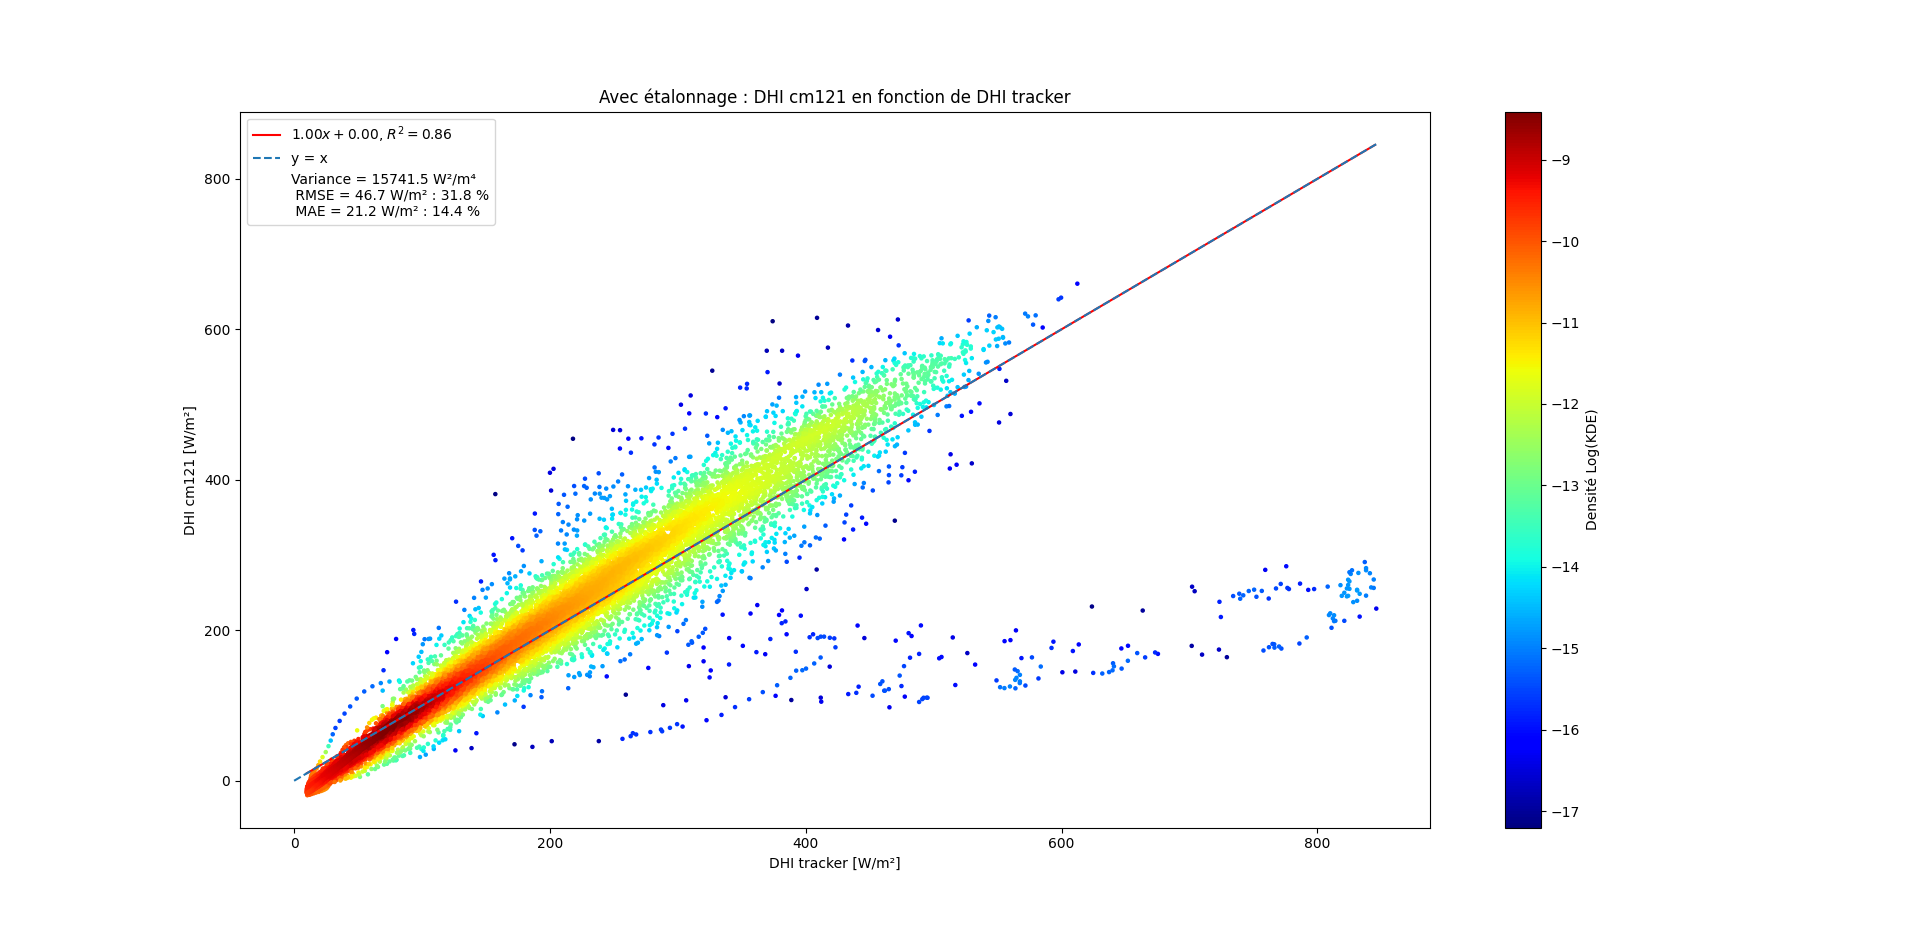 Avec étalonnage : DHI cm121 en fonction de DHI tracker
1.00x + 0.00, R² = 0.86
y = x
Variance = 15741.5 W²/m⁴
RMSE = 46.7 W/m² : 31.8 %
MAE = 21.2 W/m² : 14.4 %
DHI cm121 [W/m²]
800
600
400
200
0
0 200 400 600 800
DHI tracker [W/m²]
−9
−10
−11
−12
−13
−14
−15
−16
−17
Densité Log(KDE)